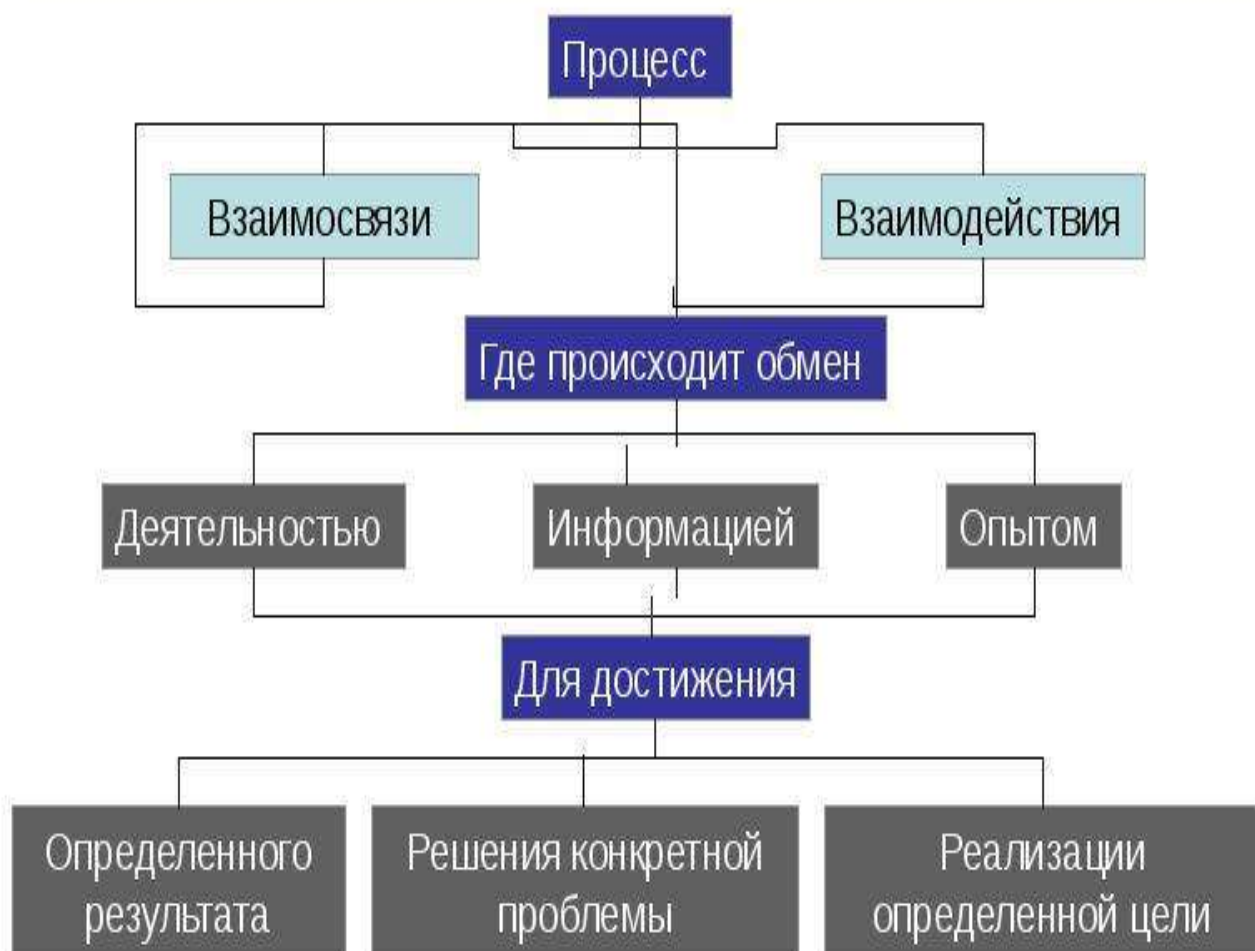 Процесс
Взаимосвязи
Взаимодействия
Где происходит обмен
Деятельностью
Информацией
Опытом
Для достижения
Определенного
результата
Решения конкретной
проблемы
Реализации
определенной цели